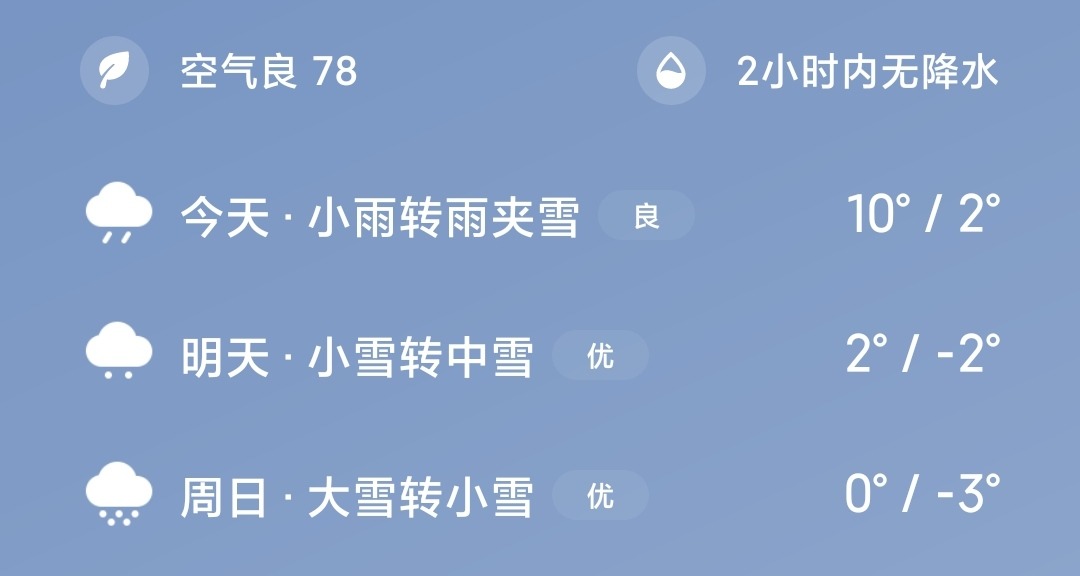 空气良 78
2小时内无降水
今天 · 小雨转雨夹雪 良 10° / 2°
明天 · 小雪转中雪 优 2° / -2°
周日 · 大雪转小雪 优 0° / -3°